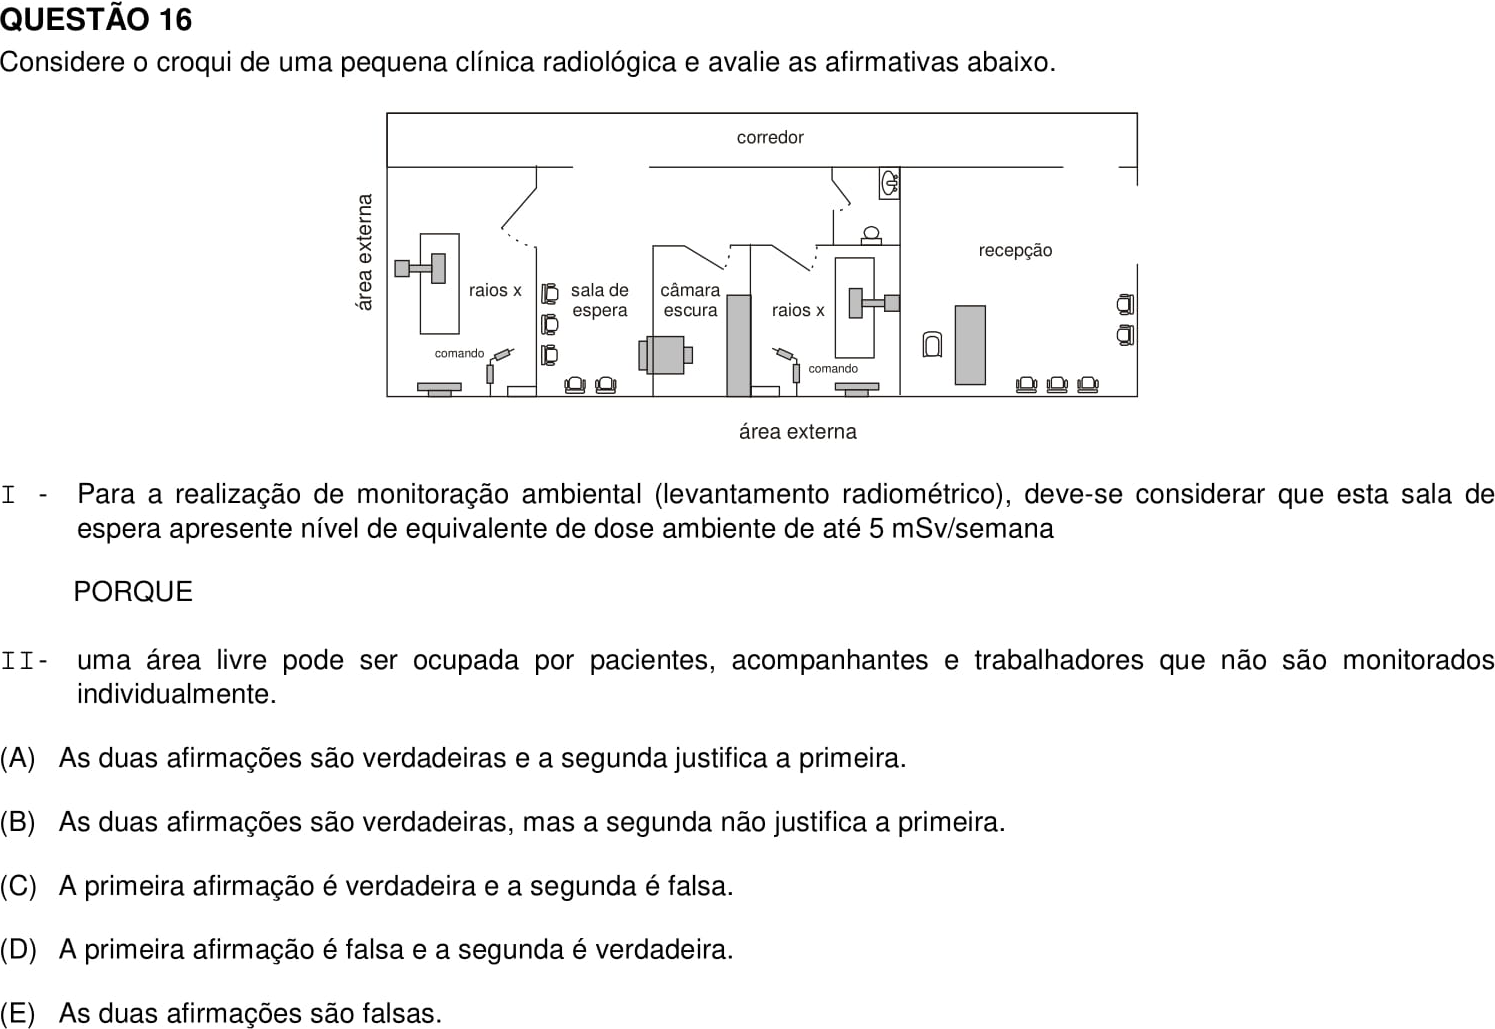 QUESTÃO 16
Considere o croqui de uma pequena clínica radiológica e avalie as afirmativas abaixo.
corredor
área externa
recepção
raios x
sala de espera
câmara escura
raios x
comando
comando
área externa
I - Para a realização de monitoração ambiental (levantamento radiométrico), deve-se considerar que esta sala de
espera apresente nível de equivalente de dose ambiente de até 5 mSv/semana
PORQUE
II- uma área livre pode ser ocupada por pacientes, acompanhantes e trabalhadores que não são monitorados
individualmente.
(A) As duas afirmações são verdadeiras e a segunda justifica a primeira.
(B) As duas afirmações são verdadeiras, mas a segunda não justifica a primeira.
(C) A primeira afirmação é verdadeira e a segunda é falsa.
(D) A primeira afirmação é falsa e a segunda é verdadeira.
(E) As duas afirmações são falsas.